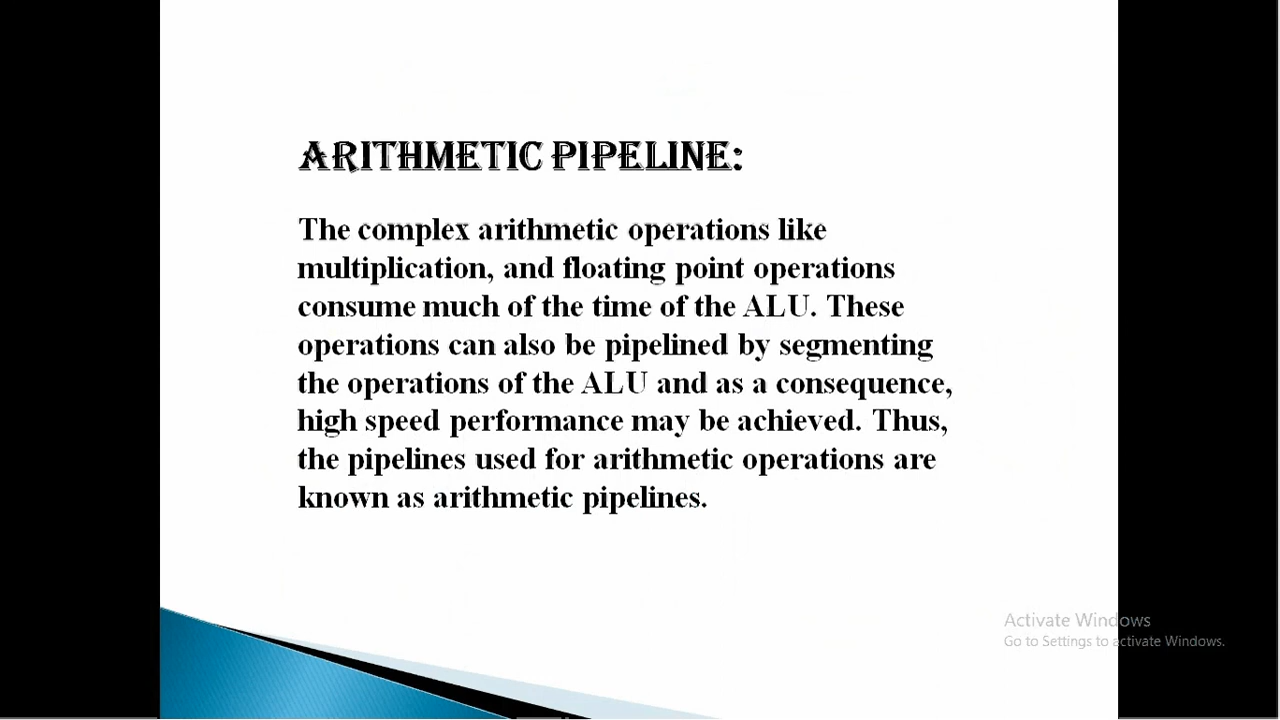 ARITHMETIC PIPELINE:
The complex arithmetic operations like
multiplication, and floating point operations
consume much of the time of the ALU. These
operations can also be pipelined by segmenting
the operations of the ALU and as a consequence,
high speed performance may be achieved. Thus,
the pipelines used for arithmetic operations are
known as arithmetic pipelines.
Activate Windows
Go to Settings to activate Windows.